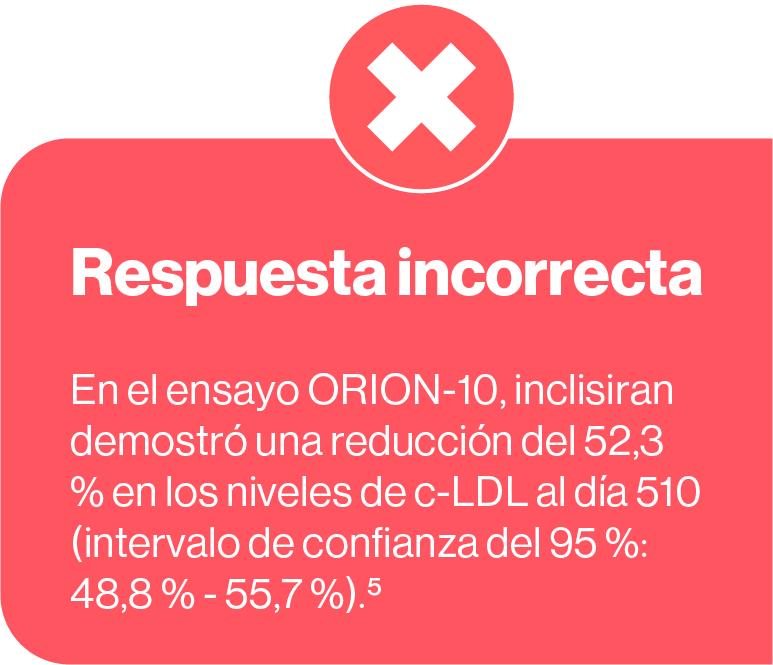 Respuesta incorrecta
En el ensayo ORION-10, inclisiran
demostró una reducción del 52,3
% en los niveles de c-LDL al día 510
(intervalo de confianza del 95 %:
48,8 % - 55,7 %).⁵